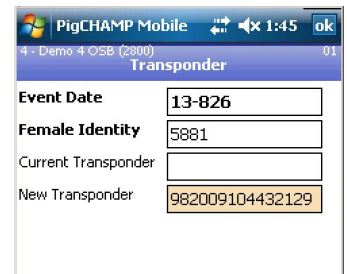 PigCHAMP Mobile 1:45 ok
4 - Demo 4 OSB (2800) 01
Transponder
Event Date 13-826
Female Identity 5881
Current Transponder
New Transponder 982009104432129